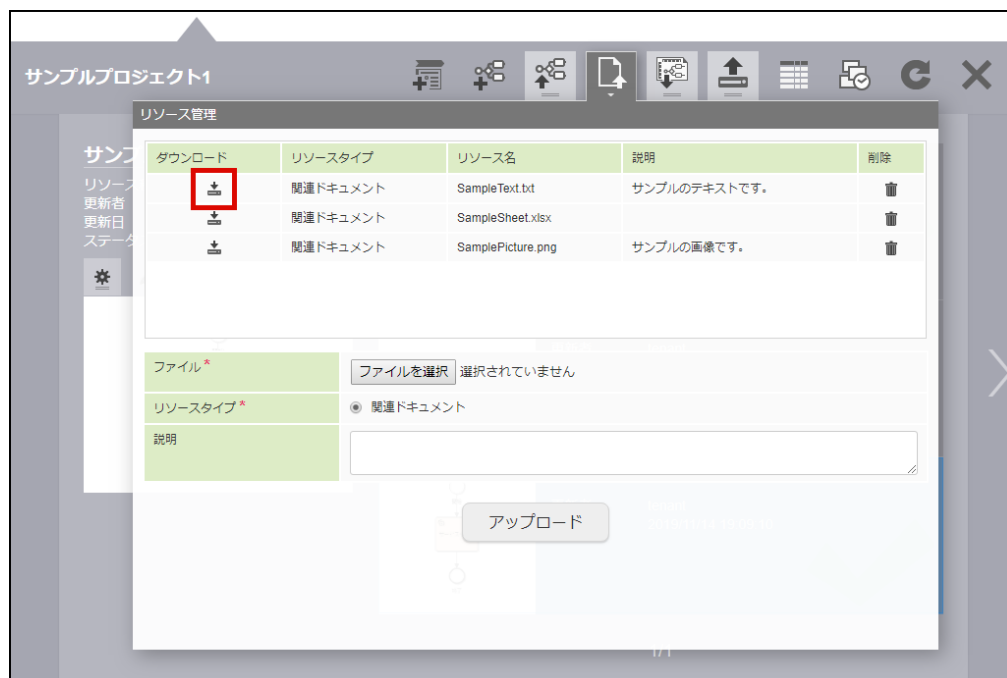 サンプルプロジェクト1
リソース管理
サンプ
リソース
更新者
更新日
ステータ
ダウンロード リソースタイプ リソース名 説明 削除
関連ドキュメント SampleText.txt サンプルのテキストです。
関連ドキュメント SampleSheet.xlsx
関連ドキュメント SamplePicture.png サンプルの画像です。
ファイル* ファイルを選択 選択されていません
リソースタイプ* 関連ドキュメント
説明
アップロード
1/1